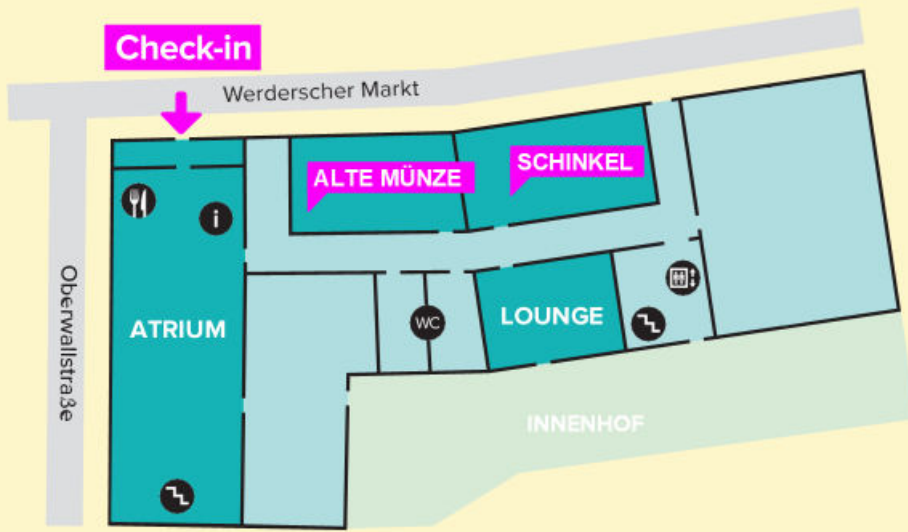 Check-in
Werderscher Markt
ALTE MÜNZE
SCHINKEL
i
Oberwallstraße
ATRIUM
WC
LOUNGE
INNENHOF